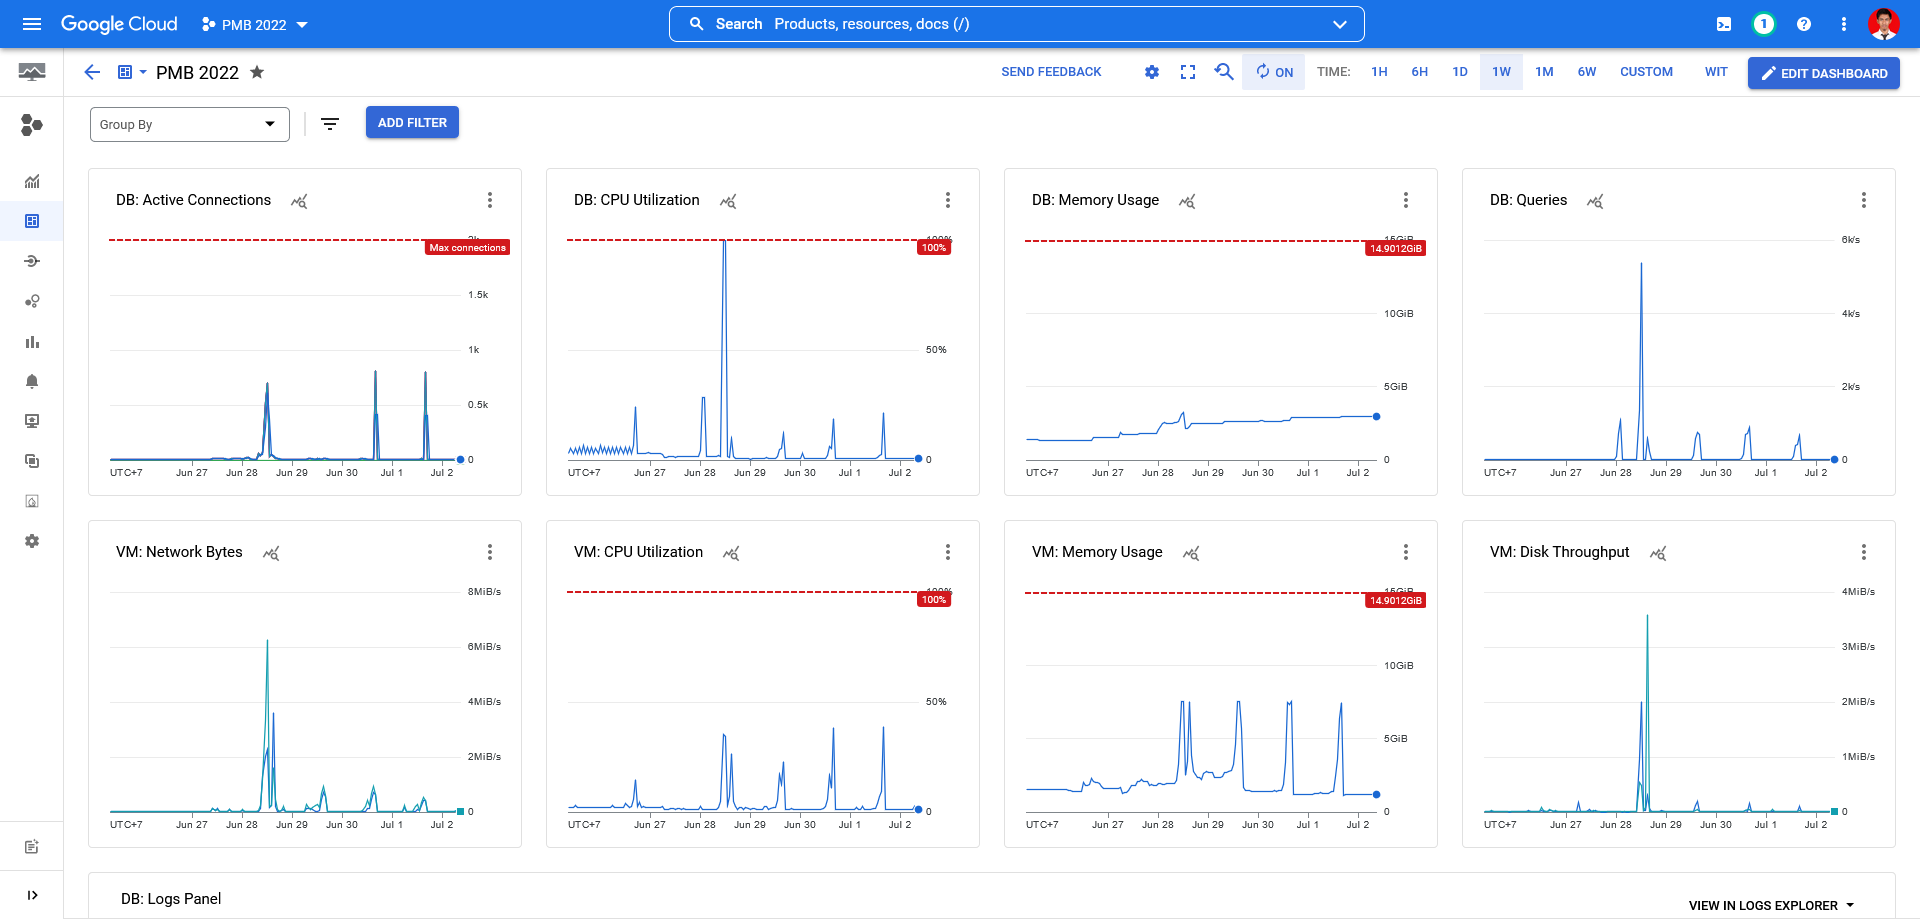 Google Cloud
PMB 2022
Search Products, resources, docs (/)
1
PMB 2022
SEND FEEDBACK
ON
TIME:
1H
6H
1D
1W
1M
6W
CUSTOM
WIT
EDIT DASHBOARD
Group By
ADD FILTER
DB: Active Connections
Max connections
1.5k
1k
0.5k
0
UTC+7 Jun 27 Jun 28 Jun 29 Jun 30 Jul 1 Jul 2
DB: CPU Utilization
100%
50%
0
UTC+7 Jun 27 Jun 28 Jun 29 Jun 30 Jul 1 Jul 2
DB: Memory Usage
15GiB
14.9012GiB
10GiB
5GiB
0
UTC+7 Jun 27 Jun 28 Jun 29 Jun 30 Jul 1 Jul 2
DB: Queries
6k/s
4k/s
2k/s
0
UTC+7 Jun 27 Jun 28 Jun 29 Jun 30 Jul 1 Jul 2
VM: Network Bytes
8MiB/s
6MiB/s
4MiB/s
2MiB/s
0
UTC+7 Jun 27 Jun 28 Jun 29 Jun 30 Jul 1 Jul 2
VM: CPU Utilization
100%
50%
0
UTC+7 Jun 27 Jun 28 Jun 29 Jun 30 Jul 1 Jul 2
VM: Memory Usage
15GiB
14.9012GiB
10GiB
5GiB
0
UTC+7 Jun 27 Jun 28 Jun 29 Jun 30 Jul 1 Jul 2
VM: Disk Throughput
4MiB/s
3MiB/s
2MiB/s
1MiB/s
0
UTC+7 Jun 27 Jun 28 Jun 29 Jun 30 Jul 1 Jul 2
DB: Logs Panel
VIEW IN LOGS EXPLORER